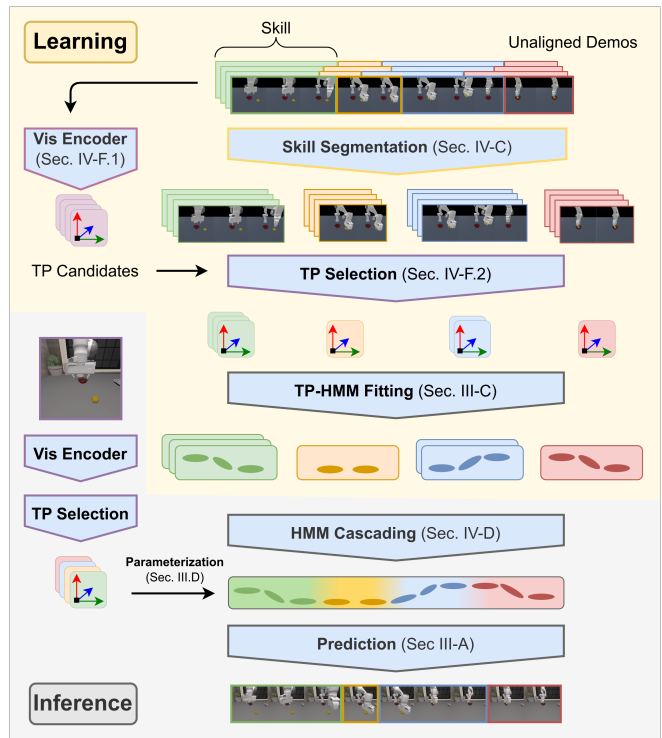 Learning
Skill
Unaligned Demos
Vis Encoder
(Sec. IV-F.1)
Skill Segmentation (Sec. IV-C)
TP Candidates
TP Selection (Sec. IV-F.2)
TP-HMM Fitting (Sec. III-C)
Vis Encoder
TP Selection
HMM Cascading (Sec. IV-D)
Parameterization
(Sec. III.D)
Prediction (Sec III-A)
Inference